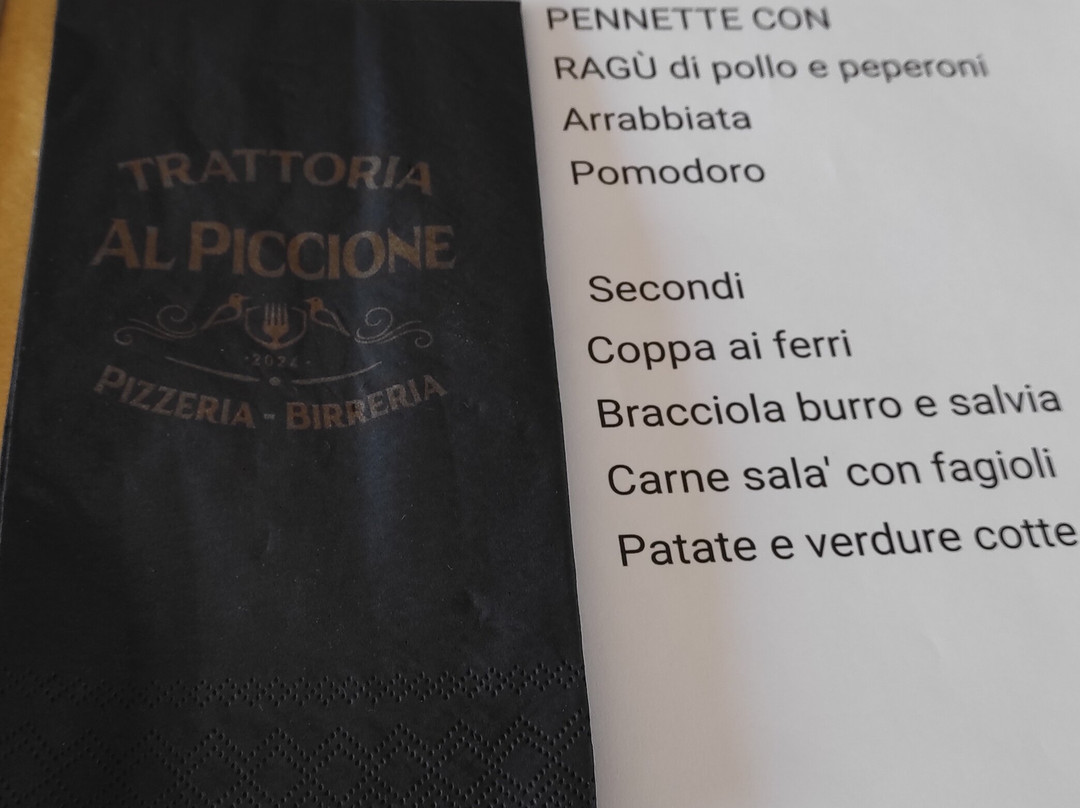 TRATTORIA
AL PICCIONE
·2024·
PIZZERIA - BIRRERIA
PENNETTE CON
RAGÙ di pollo e peperoni
Arrabbiata
Pomodoro
Secondi
Coppa ai ferri
Bracciola burro e salvia
Carne sala' con fagioli
Patate e verdure cotte